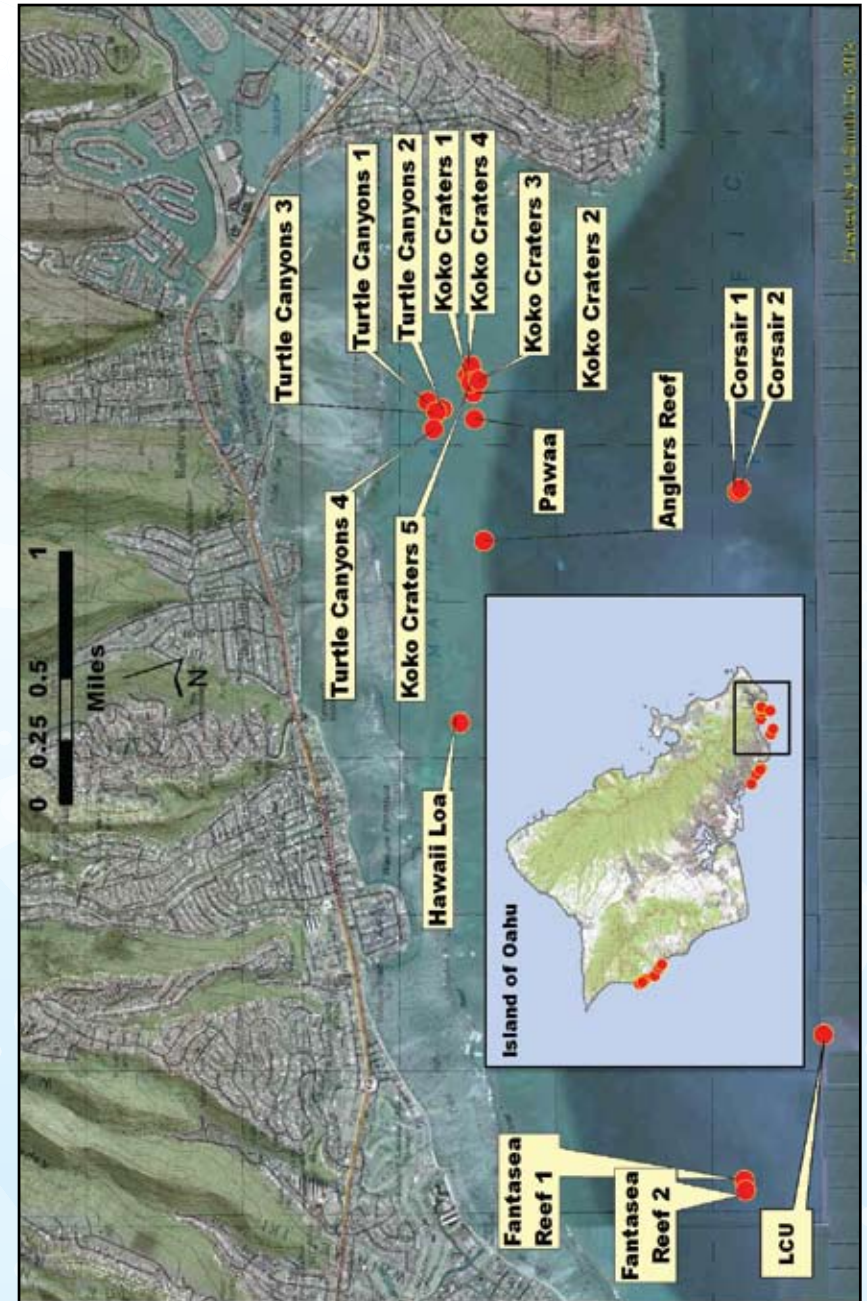 0 0.25 0.5 1
Miles
N
Turtle Canyons 3
Turtle Canyons 1
Turtle Canyons 2
Koko Craters 1
Koko Craters 4
Koko Craters 3
Koko Craters 2
Turtle Canyons 4
Koko Craters 5
Pawaa
Anglers Reef
Corsair 1
Corsair 2
Hawaii Loa
Island of Oahu
Fantasea
Reef 1
Fantasea
Reef 2
LCU